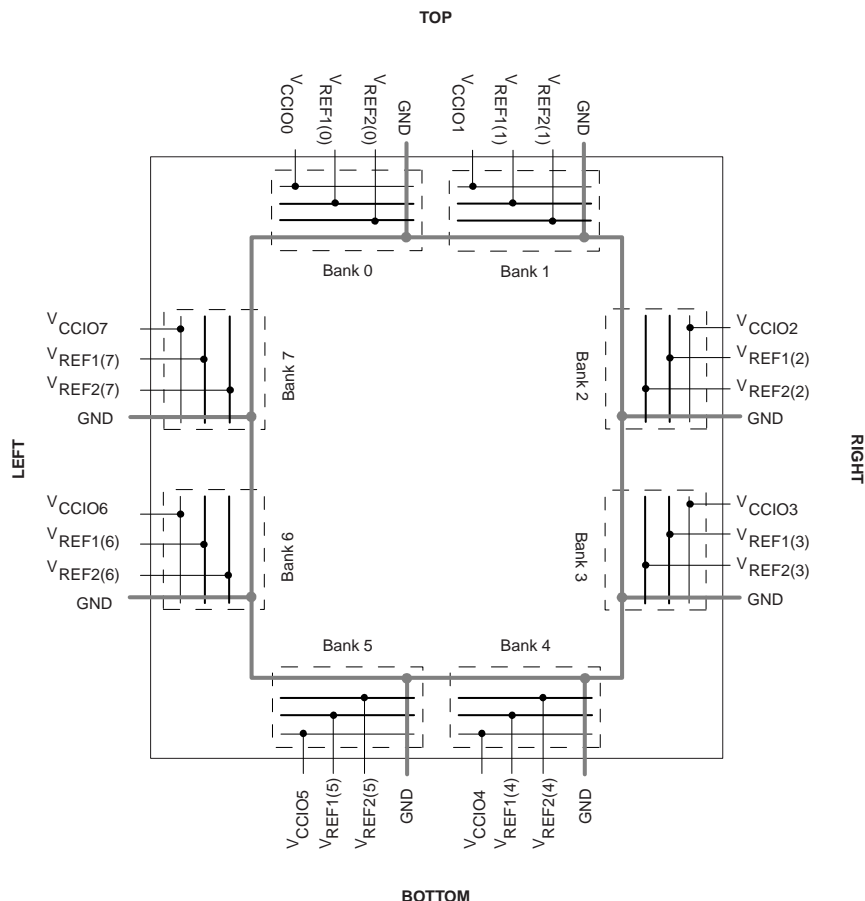 TOP
VCCIO0
VREF1(0)
VREF2(0)
GND
VCCIO1
VREF1(1)
VREF2(1)
GND
Bank 0
Bank 1
VCCIO7
VREF1(7)
VREF2(7)
GND
Bank 7
Bank 2
VCCIO2
VREF1(2)
VREF2(2)
GND
LEFT
RIGHT
VCCIO6
VREF1(6)
VREF2(6)
GND
Bank 6
Bank 3
VCCIO3
VREF1(3)
VREF2(3)
GND
Bank 5
Bank 4
VCCIO5
VREF1(5)
VREF2(5)
GND
VCCIO4
VREF1(4)
VREF2(4)
GND
BOTTOM